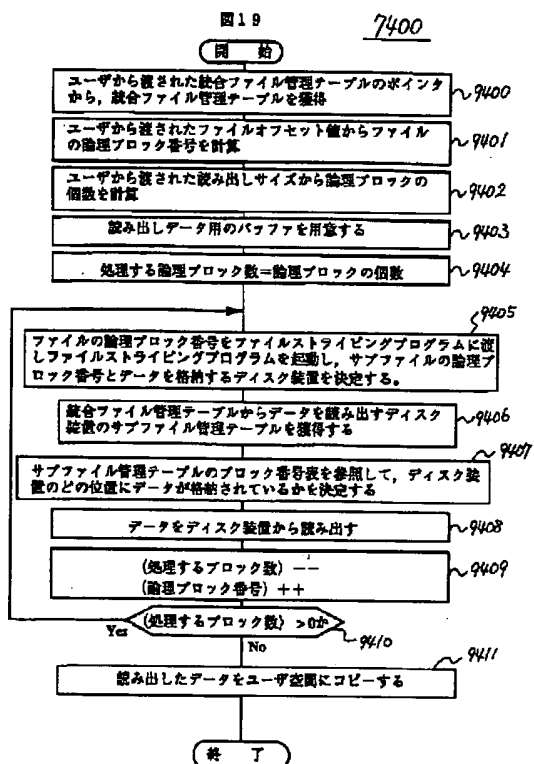 図19
7400
開 始
ユーザから渡された統合ファイル管理テーブルのポインタ
から，統合ファイル管理テーブルを獲得
9400
ユーザから渡されたファイルオフセット値からファイル
の論理ブロック番号を計算
9401
ユーザから渡された読み出しサイズから論理ブロックの
個数を計算
9402
読み出しデータ用のバッファを用意する
9403
処理する論理ブロック数=論理ブロックの個数
9404
9405
ファイルの論理ブロック番号をファイルストライピングプログラムに渡
しファイルストライピングプログラムを起動し，サブファイルの論理ブ
ロック番号とデータを格納するディスク装置を決定する。
9406
統合ファイル管理テーブルからデータを読み出すディスク
装置のサブファイル管理テーブルを獲得する
9407
サブファイル管理テーブルのブロック番号表を参照して，ディスク装
置のどの位置にデータが格納されているかを決定する
データをディスク装置から読み出す
9408
(処理するブロック数) --
(論理ブロック番号) ++
9409
(処理するブロック数) >0か
Yes
9410
No
9411
読み出したデータをユーザ空間にコピーする
終 了